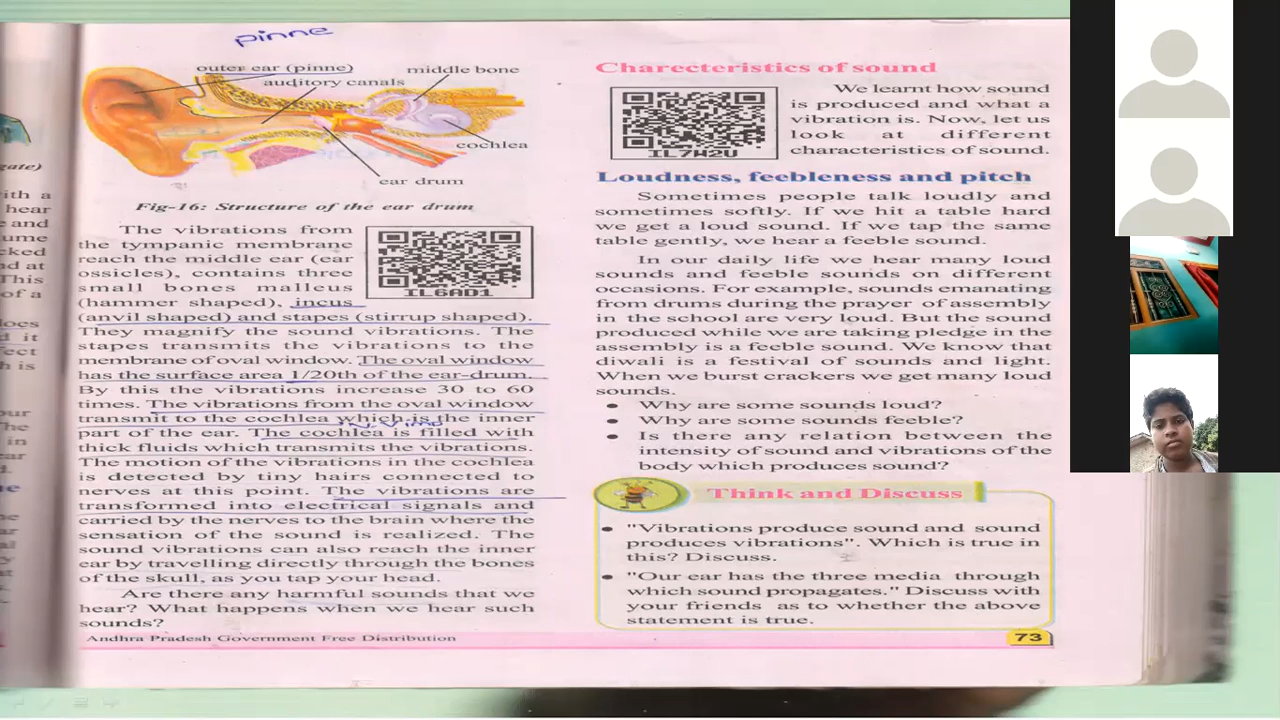 pinne
outer ear (pinne)
auditory canals
middle bone
cochlea
ear drum
Fig-16: Structure of the ear drum
The vibrations from
the tympanic membrane
reach the middle ear (ear
ossicles), contains three
small bones malleus
(hammer shaped), incus
IL6AD1
(anvil shaped) and stapes (stirrup shaped).
They magnify the sound vibrations. The
stapes transmits the vibrations to the
membrane of oval window. The oval window
has the surface area 1/20th of the ear-drum.
By this the vibrations increase 30 to 60
times. The vibrations from the oval window
transmit to the cochlea which is the inner
part of the ear. The cochlea is filled with
thick fluids which transmits the vibrations.
The motion of the vibrations in the cochlea
is detected by tiny hairs connected to
nerves at this point. The vibrations are
transformed into electrical signals and
carried by the nerves to the brain where the
sensation of the sound is realized. The
sound vibrations can also reach the inner
ear by travelling directly through the bones
of the skull, as you tap your head.
Are there any harmful sounds that we
hear? What happens when we hear such
sounds?
Andhra Pradesh Government Free Distribution
Charecteristics of sound
We learnt how sound
is produced and what a
vibration is. Now, let us
look at different
characteristics of sound.
IL7W2U
Loudness, feebleness and pitch
Sometimes people talk loudly and
sometimes softly. If we hit a table hard
we get a loud sound. If we tap the same
table gently, we hear a feeble sound.
In our daily life we hear many loud
sounds and feeble sounds on different
occasions. For example, sounds emanating
from drums during the prayer of assembly
in the school are very loud. But the sound
produced while we are taking pledge in the
assembly is a feeble sound. We know that
diwali is a festival of sounds and light.
When we burst crackers we get many loud
sounds.
• Why are some sounds loud?
• Why are some sounds feeble?
• Is there any relation between the
intensity of sound and vibrations of the
body which produces sound?
Think and Discuss
• "Vibrations produce sound and sound
produces vibrations". Which is true in
this? Discuss.
• "Our ear has the three media through
which sound propagates." Discuss with
your friends as to whether the above
statement is true.
73
gate)
with a
hear
e and
ume
cked
nd at
This
of a
does
d it
fect
h is
our
The
in
ear
d.